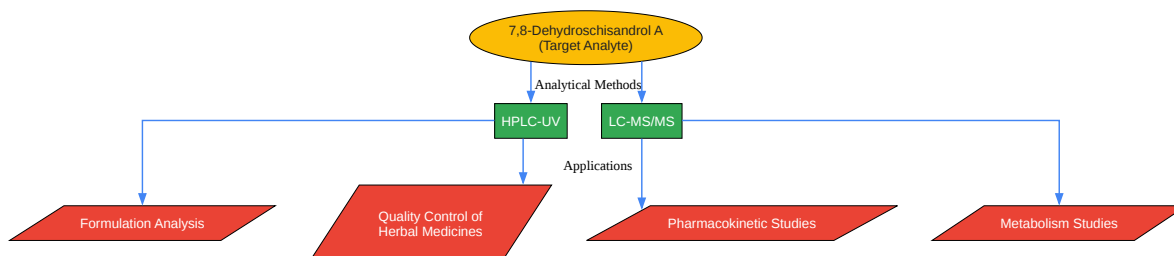 7,8-Dehydroschisandrol A
(Target Analyte)
Analytical Methods
HPLC-UV
LC-MS/MS
Applications
Formulation Analysis
Quality Control of
Herbal Medicines
Pharmacokinetic Studies
Metabolism Studies